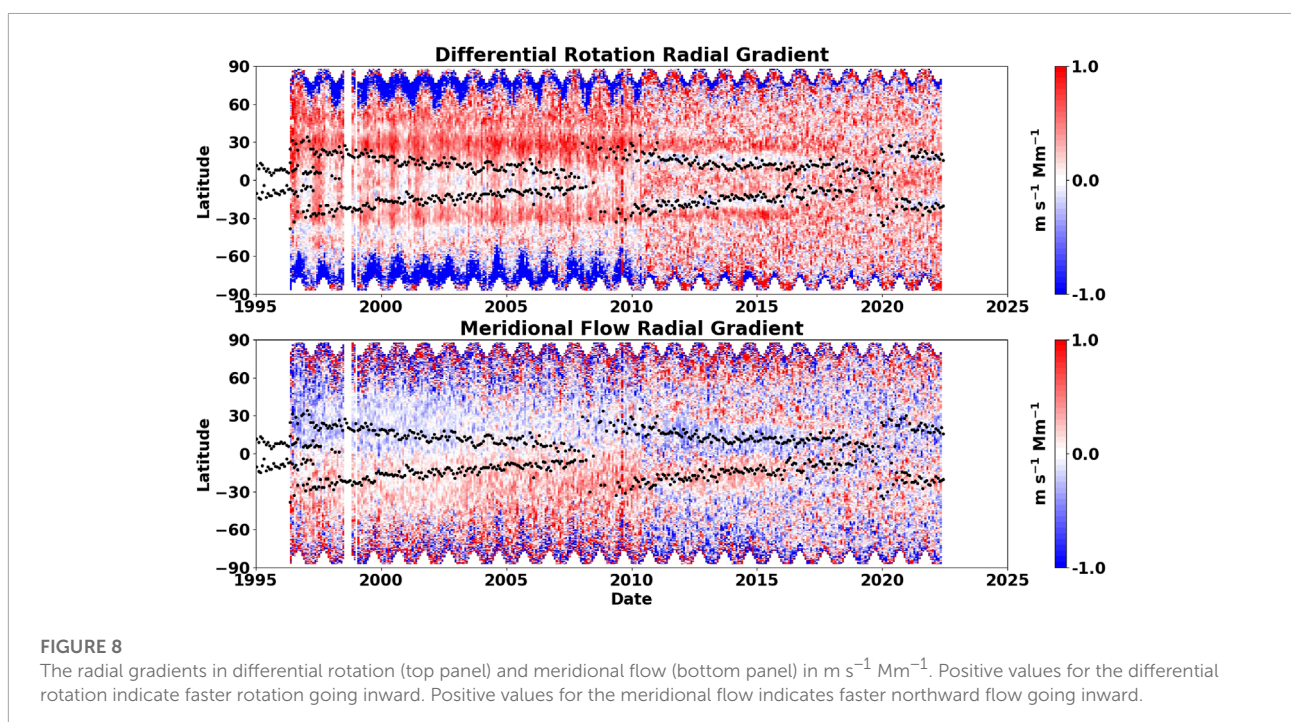 Differential Rotation Radial Gradient
90
60
30
0
−30
−60
−90
Latitude
1995 2000 2005 2010 2015 2020 2025
1.0
0.0
-1.0
m s⁻¹ Mm⁻¹
Meridional Flow Radial Gradient
90
60
30
0
−30
−60
−90
Latitude
1995 2000 2005 2010 2015 2020 2025
Date
1.0
0.0
-1.0
m s⁻¹ Mm⁻¹
FIGURE 8
The radial gradients in differential rotation (top panel) and meridional flow (bottom panel) in m s⁻¹ Mm⁻¹. Positive values for the differential
rotation indicate faster rotation going inward. Positive values for the meridional flow indicates faster northward flow going inward.